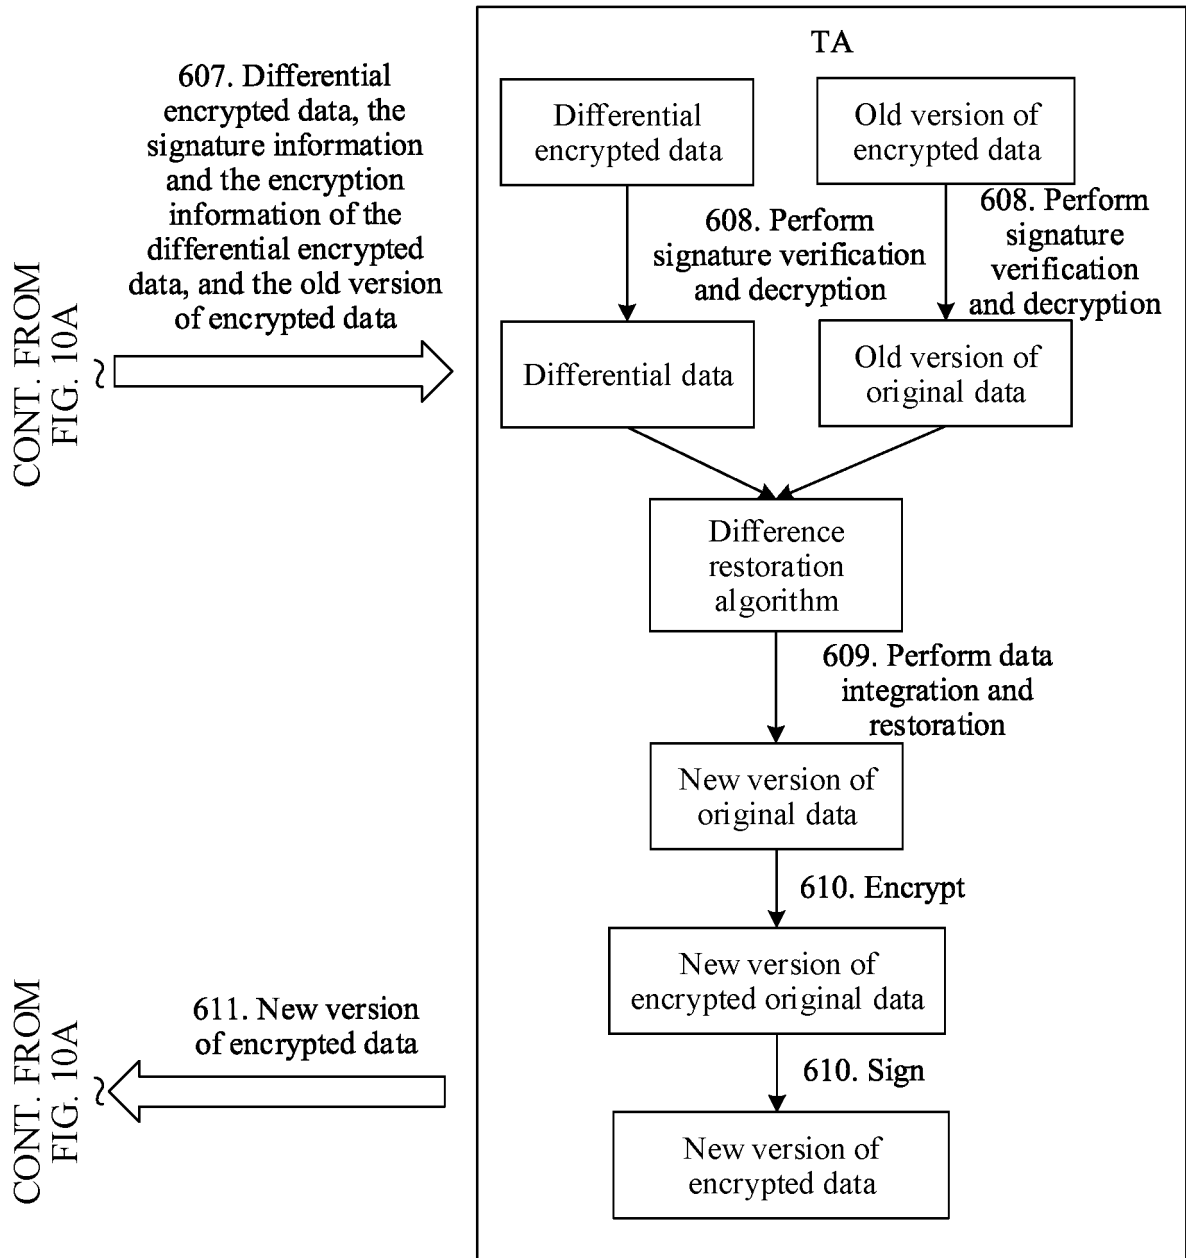 TA
607. Differential
encrypted data, the
signature information
and the encryption
information of the
differential encrypted
data, and the old version
of encrypted data
CONT. FROM
FIG. 10A
Differential
encrypted data
Old version of
encrypted data
608. Perform
signature verification
and decryption
608. Perform
signature
verification
and decryption
Differential data
Old version of
original data
Difference
restoration
algorithm
609. Perform data
integration and
restoration
New version of
original data
610. Encrypt
New version of
encrypted original data
610. Sign
New version of
encrypted data
611. New version
of encrypted data
CONT. FROM
FIG. 10A